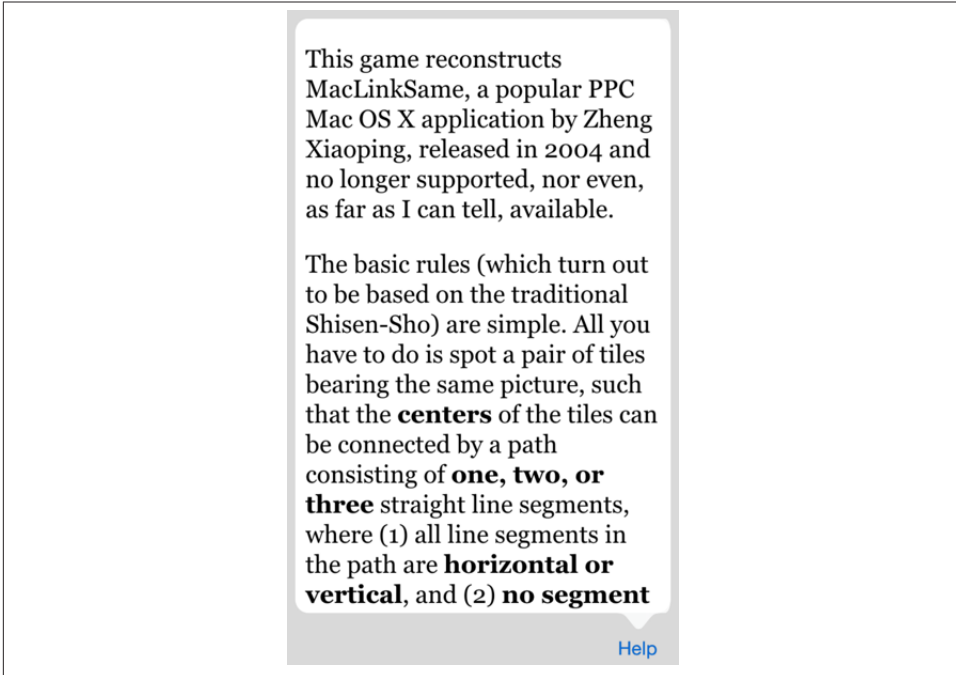 This game reconstructs
MacLinkSame, a popular PPC
Mac OS X application by Zheng
Xiaoping, released in 2004 and
no longer supported, nor even,
as far as I can tell, available.
The basic rules (which turn out
to be based on the traditional
Shisen-Sho) are simple. All you
have to do is spot a pair of tiles
bearing the same picture, such
that the centers of the tiles can
be connected by a path
consisting of one, two, or
three straight line segments,
where (1) all line segments in
the path are horizontal or
vertical, and (2) no segment
Help